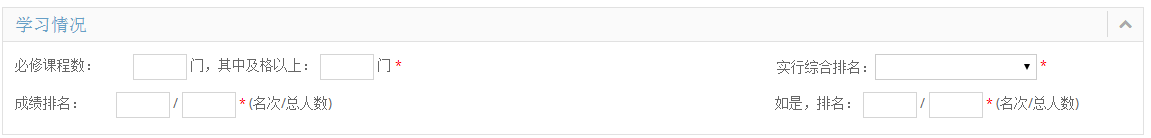 学习情况
必修课程数： 门，其中及格以上： 门 * 实行综合排名： *
成绩排名： / * (名次/总人数) 如是，排名： / * (名次/总人数)